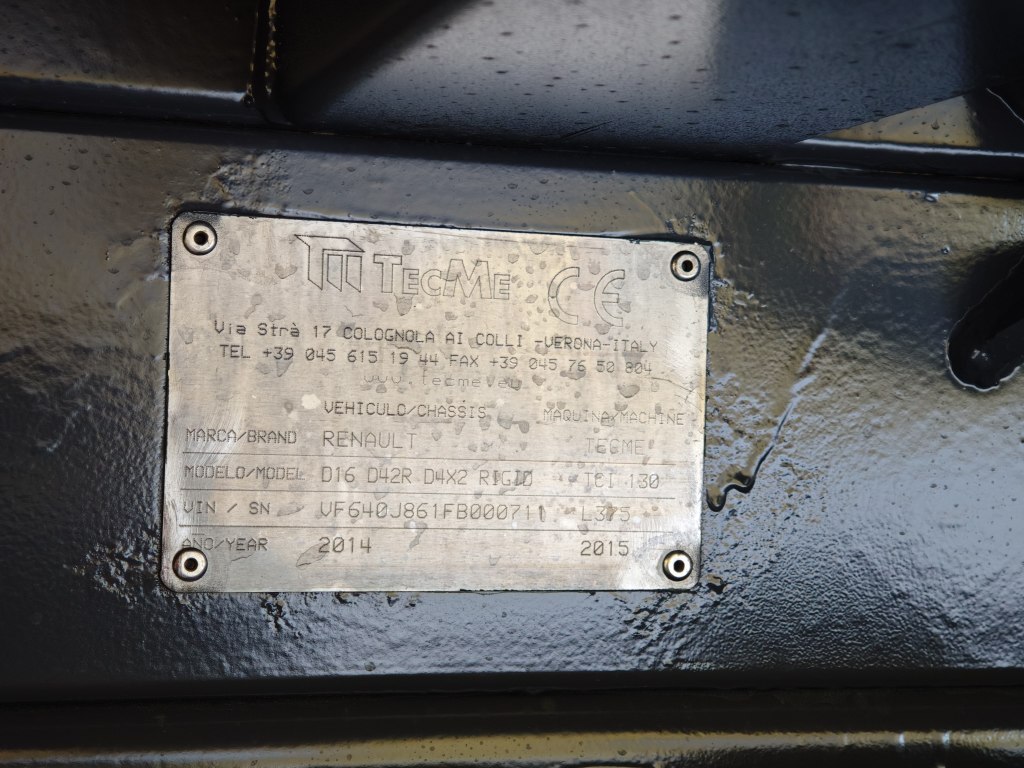 TECME CE
Via Strà 17 COLOGNOLA AI COLLI -VERONA-ITALY
TEL +39 045 615 19 44 FAX +39 045 76 50 804
VEHICULO/CHASSIS MAQUINA/MACHINE
MARCA/BRAND RENAULT TECME
MODELO/MODEL D16 D42R D4X2 RIGID TCI 130
VIN / SN VF640J861FB000711 L375
AÑO/YEAR 2014 2015